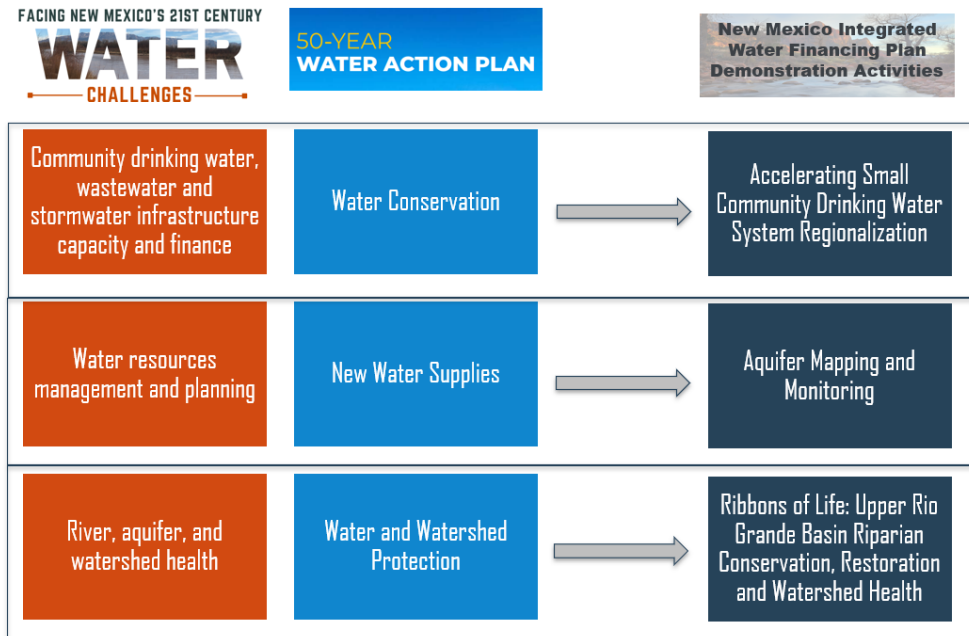 FACING NEW MEXICO'S 21ST CENTURY
WATER
CHALLENGES
50-YEAR
WATER ACTION PLAN
New Mexico Integrated
Water Financing Plan
Demonstration Activities
Community drinking water,
wastewater and
stormwater infrastructure
capacity and finance
Water Conservation
Accelerating Small
Community Drinking Water
System Regionalization
Water resources
management and planning
New Water Supplies
Aquifer Mapping and
Monitoring
River, aquifer, and
watershed health
Water and Watershed
Protection
Ribbons of Life: Upper Rio
Grande Basin Riparian
Conservation, Restoration
and Watershed Health